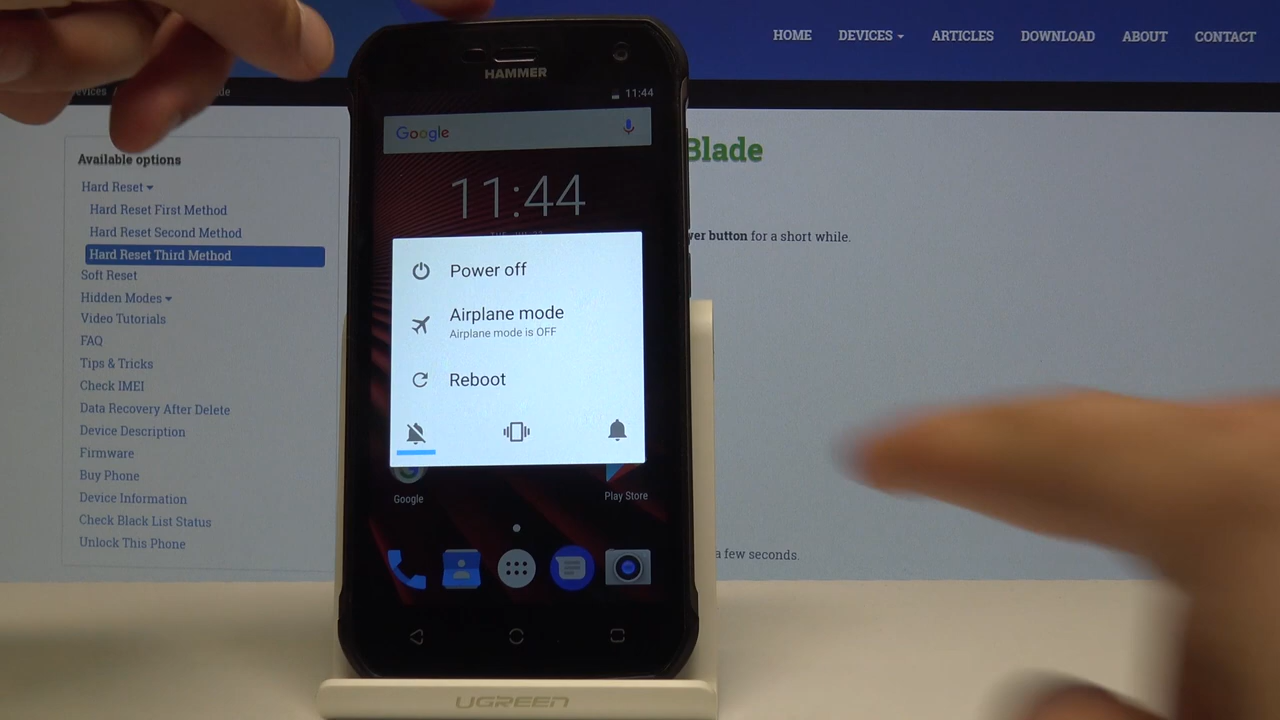 HOME DEVICES ARTICLES DOWNLOAD ABOUT CONTACT
Available options
Hard Reset
Hard Reset First Method
Hard Reset Second Method
Hard Reset Third Method
Soft Reset
Hidden Modes
Video Tutorials
FAQ
Tips & Tricks
Check IMEI
Data Recovery After Delete
Device Description
Firmware
Buy Phone
Device Information
Check Black List Status
Unlock This Phone
HAMMER
11:44
Google
11:44
Power off
Airplane mode
Airplane mode is OFF
Reboot
Google
Play Store
Blade
button for a short while.
a few seconds.
UGREEN